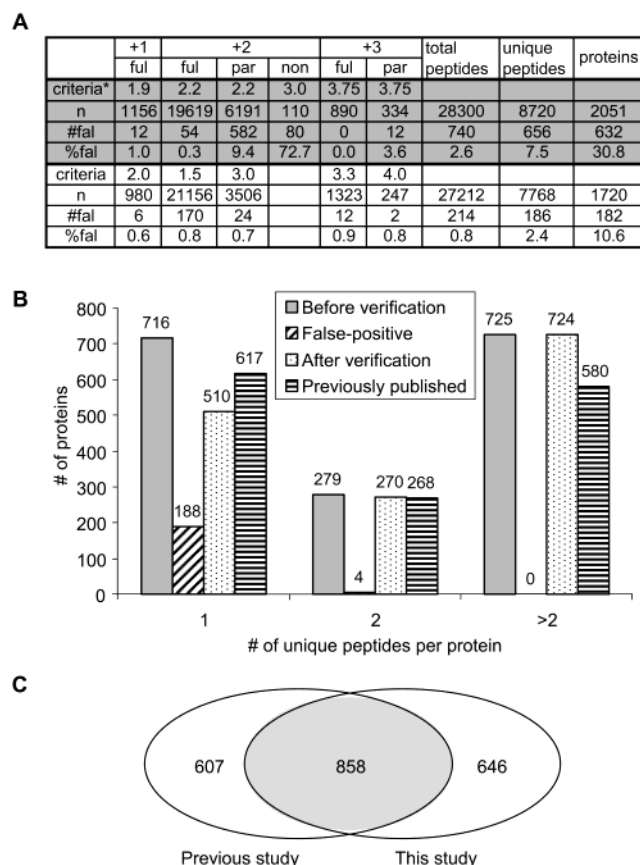 A
+1 +2 +3 total peptides unique peptides proteins
ful ful par non ful par
criteria* 1.9 2.2 2.2 3.0 3.75 3.75
n 1156 19619 6191 110 890 334 28300 8720 2051
#fal 12 54 582 80 0 12 740 656 632
%fal 1.0 0.3 9.4 72.7 0.0 3.6 2.6 7.5 30.8
criteria 2.0 1.5 3.0 3.3 4.0
n 980 21156 3506 1323 247 27212 7768 1720
#fal 6 170 24 12 2 214 186 182
%fal 0.6 0.8 0.7 0.9 0.8 0.8 2.4 10.6
B
# of proteins
800
700
600
500
400
300
200
100
0
Before verification
False-positive
After verification
Previously published
716
188
510
617
279
4
270
268
725
0
724
580
1 2 >2
# of unique peptides per protein
C
607 858 646
Previous study This study